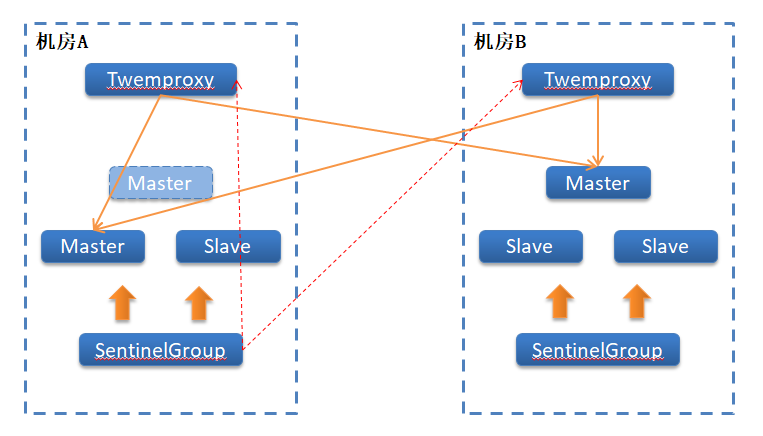 机房A
Twemproxy
Master
Master
Slave
SentinelGroup
机房B
Twemproxy
Master
Slave
Slave
SentinelGroup